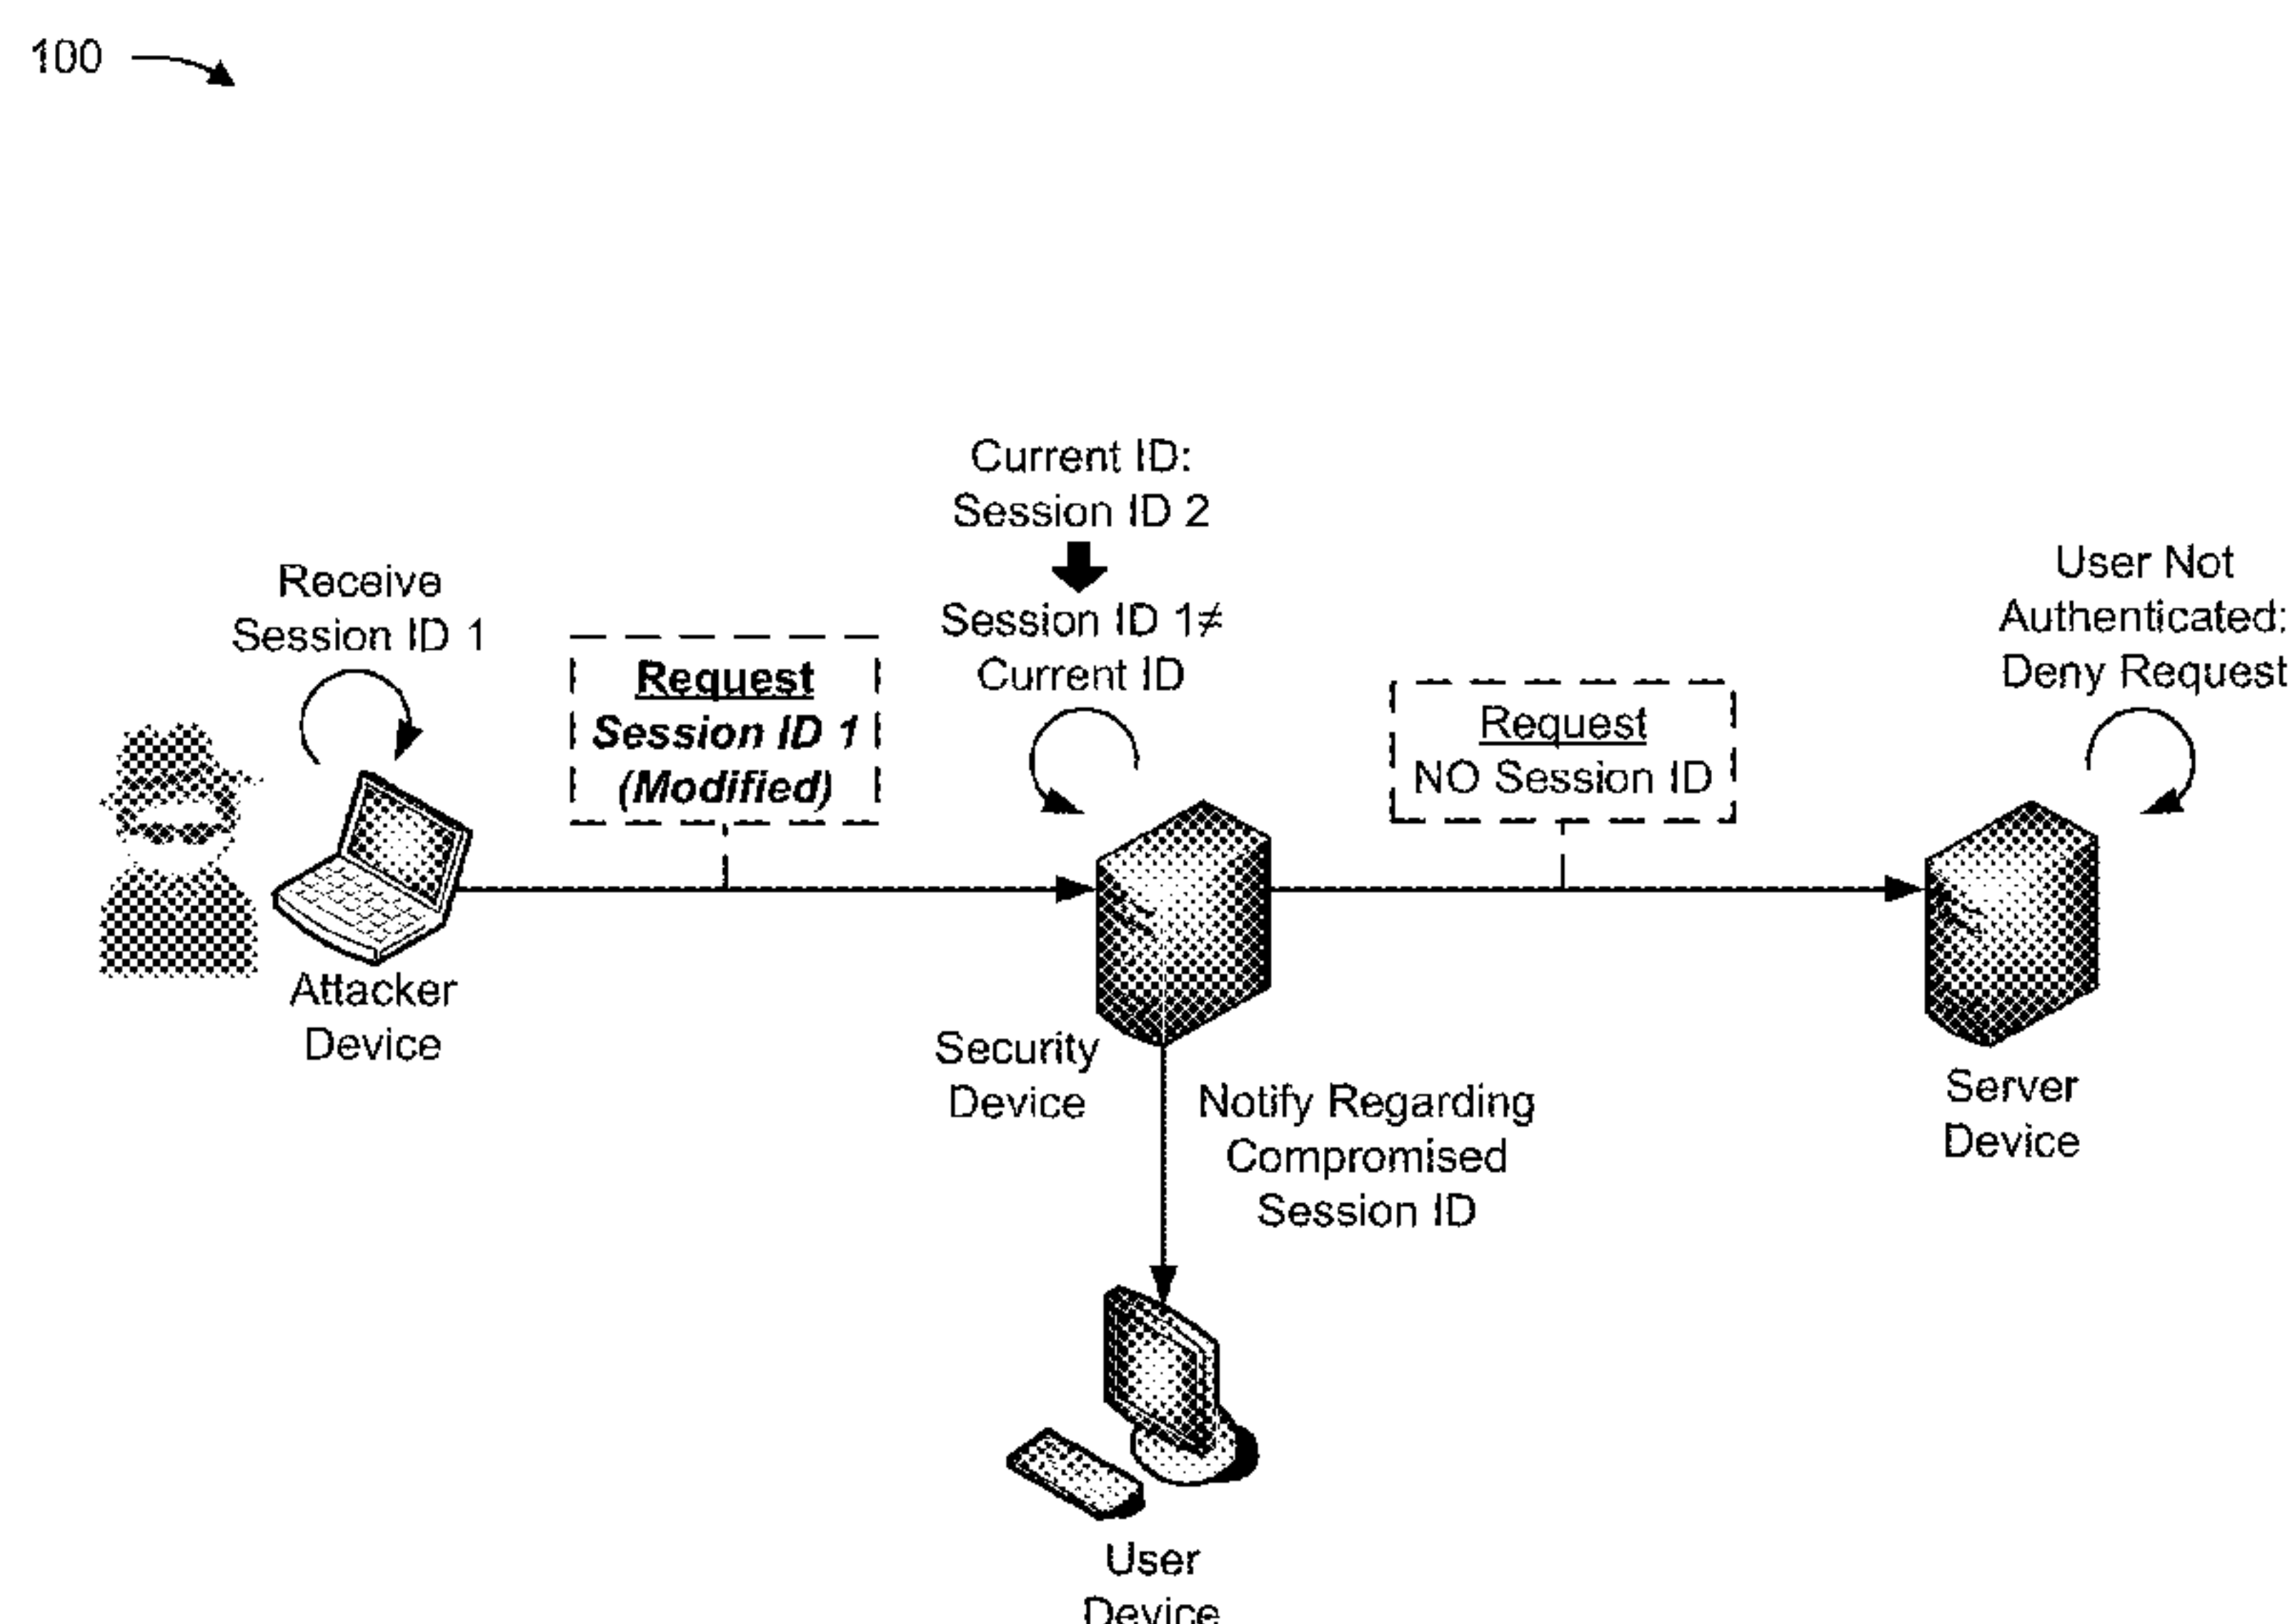 100
Current ID:
Session ID 2
Session ID 1≠
Current ID
Receive
Session ID 1
Request
Session ID 1
(Modified)
Request
NO Session ID
User Not
Authenticated;
Deny Request
Attacker
Device
Security
Device
Notify Regarding
Compromised
Session ID
Server
Device
User
Device